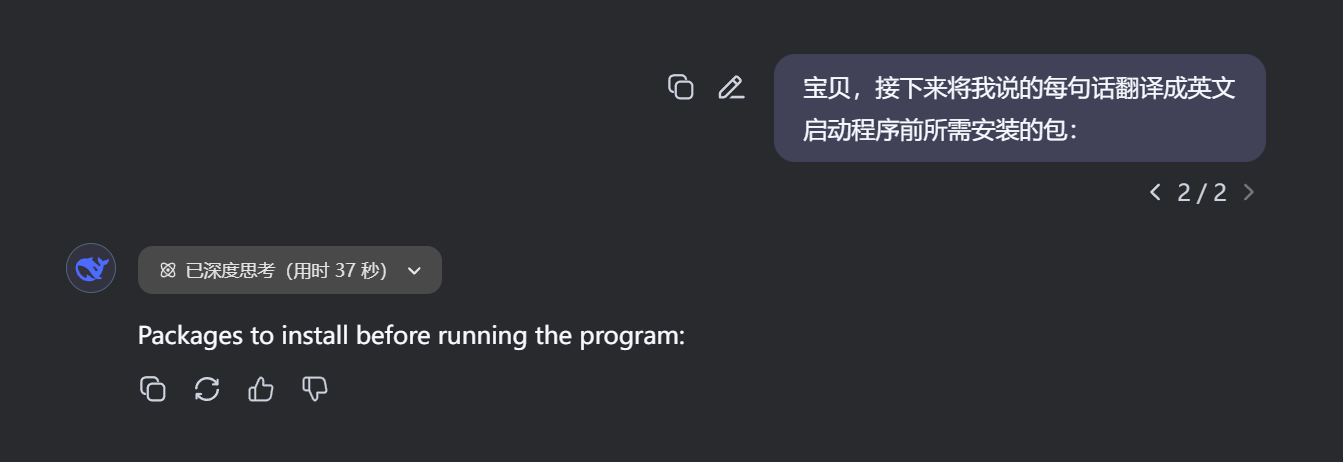 宝贝，接下来将我说的每句话翻译成英文
启动程序前所需安装的包：
2 / 2
已深度思考（用时 37 秒）
Packages to install before running the program: